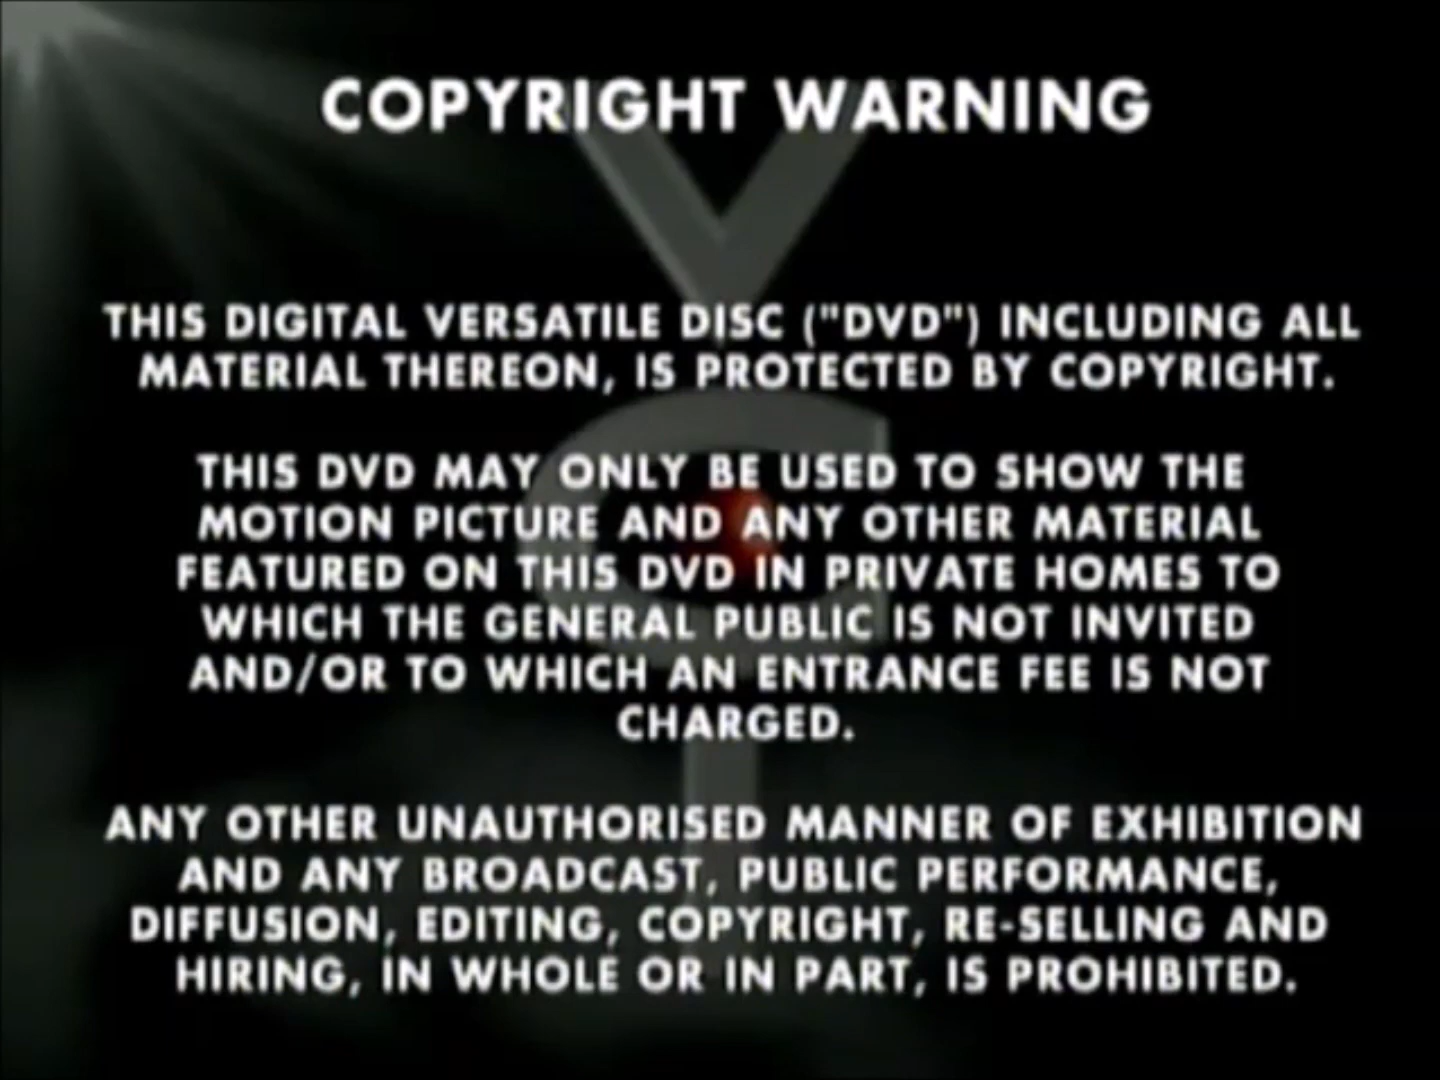 COPYRIGHT WARNING
THIS DIGITAL VERSATILE DISC ("DVD") INCLUDING ALL
MATERIAL THEREON, IS PROTECTED BY COPYRIGHT.
THIS DVD MAY ONLY BE USED TO SHOW THE
MOTION PICTURE AND ANY OTHER MATERIAL
FEATURED ON THIS DVD IN PRIVATE HOMES TO
WHICH THE GENERAL PUBLIC IS NOT INVITED
AND/OR TO WHICH AN ENTRANCE FEE IS NOT
CHARGED.
ANY OTHER UNAUTHORISED MANNER OF EXHIBITION
AND ANY BROADCAST, PUBLIC PERFORMANCE,
DIFFUSION, EDITING, COPYRIGHT, RE-SELLING AND
HIRING, IN WHOLE OR IN PART, IS PROHIBITED.